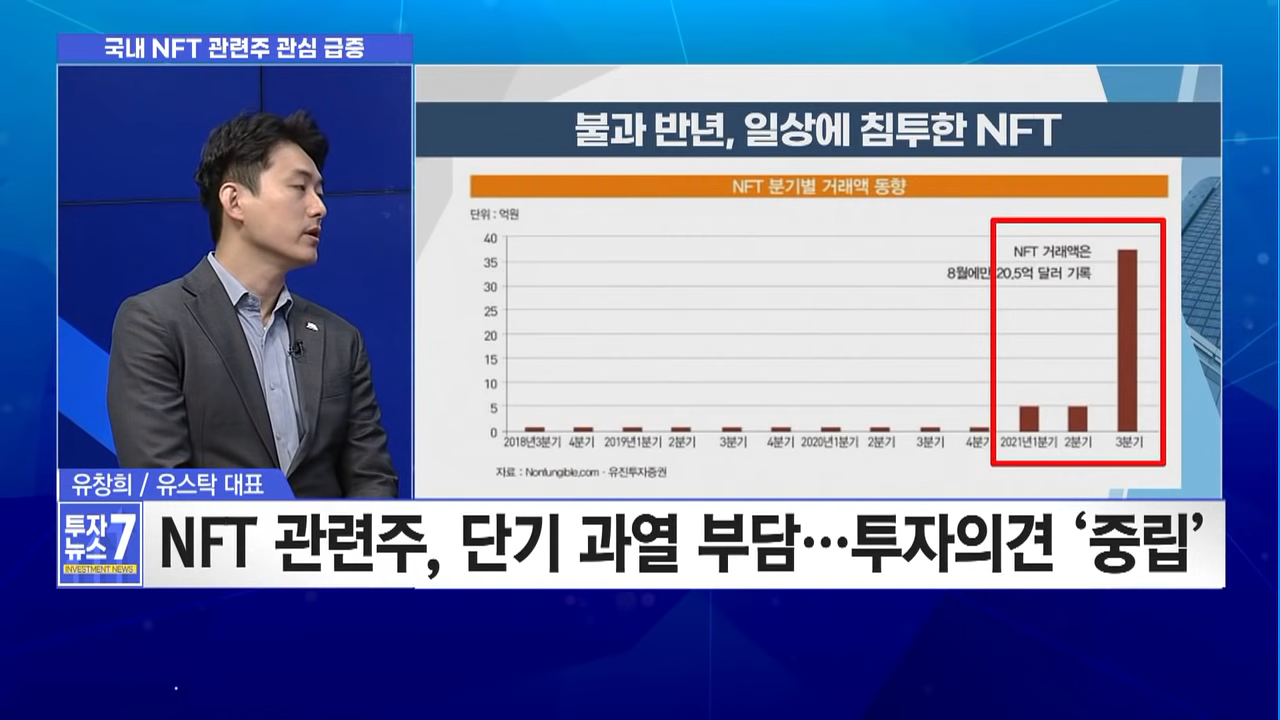 국내 NFT 관련주 관심 급증
불과 반년, 일상에 침투한 NFT
NFT 분기별 거래액 동향
단위 : 억원
NFT 거래액은
8월에만 20.5억 달러 기록
40
35
30
25
20
15
10
5
0
2018년3분기 4분기 2019년1분기 2분기 3분기 4분기 2020년1분기 2분기 3분기 4분기 2021년1분기 2분기 3분기
자료 : Nonfungible.com · 유진투자증권
유창희 / 유스탁 대표
투자
뉴스 7
INVESTMENT NEWS
NFT 관련주, 단기 과열 부담…투자의견 ‘중립’